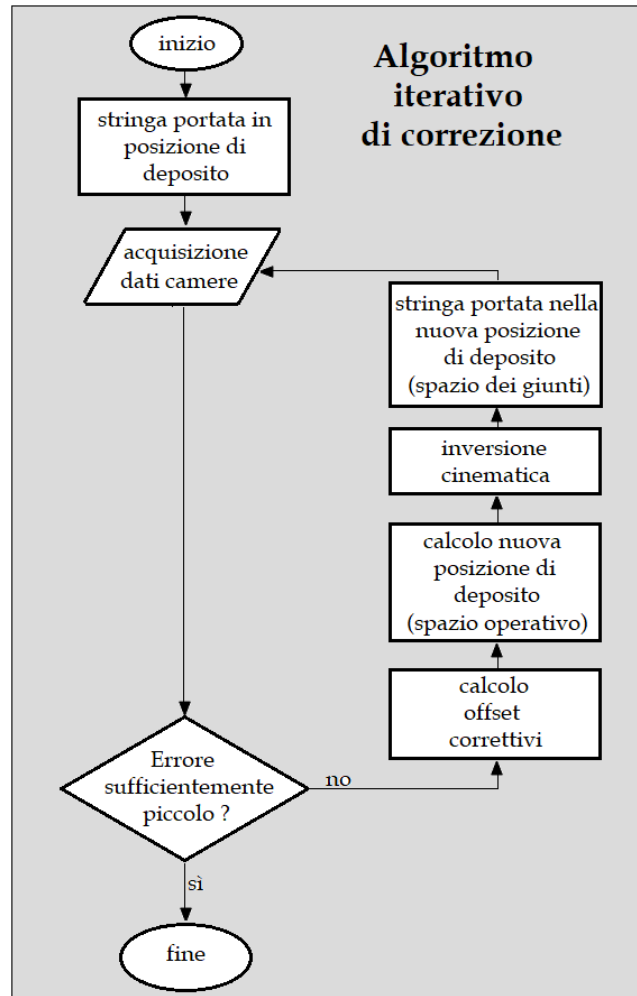 inizio
Algoritmo
iterativo
di correzione
stringa portata in
posizione di
deposito
acquisizione
dati camere
stringa portata nella
nuova posizione
di deposito
(spazio dei giunti)
inversione
cinematica
calcolo nuova
posizione di
deposito
(spazio operativo)
calcolo
offset
correttivi
Errore
sufficientemente
piccolo ?
no
sì
fine